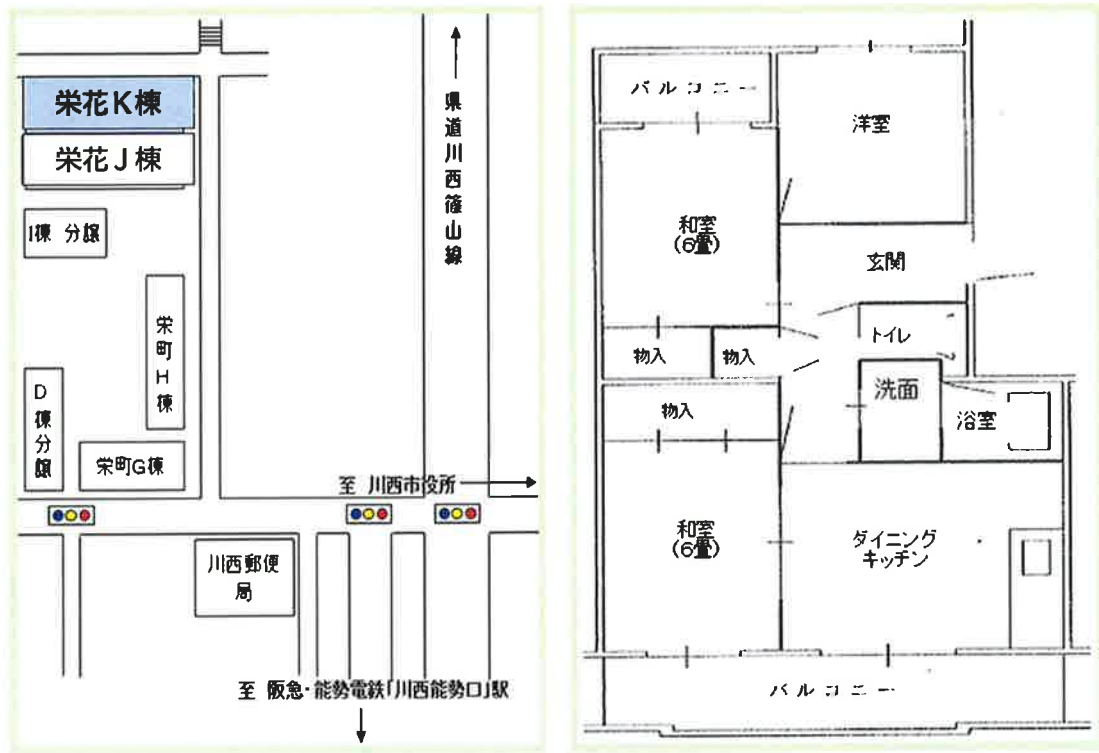 栄花K棟
栄花J棟
I棟 分譲
栄町H棟
D棟分譲
栄町G棟
県道川西篠山線
至 川西市役所
川西郵便
局
至 阪急・能勢電鉄「川西能勢口」駅
バルコニー
洋室
和室
(6畳)
玄関
トイレ
物入
物入
洗面
物入
浴室
和室
(6畳)
ダイニング
キッチン
バルコニー